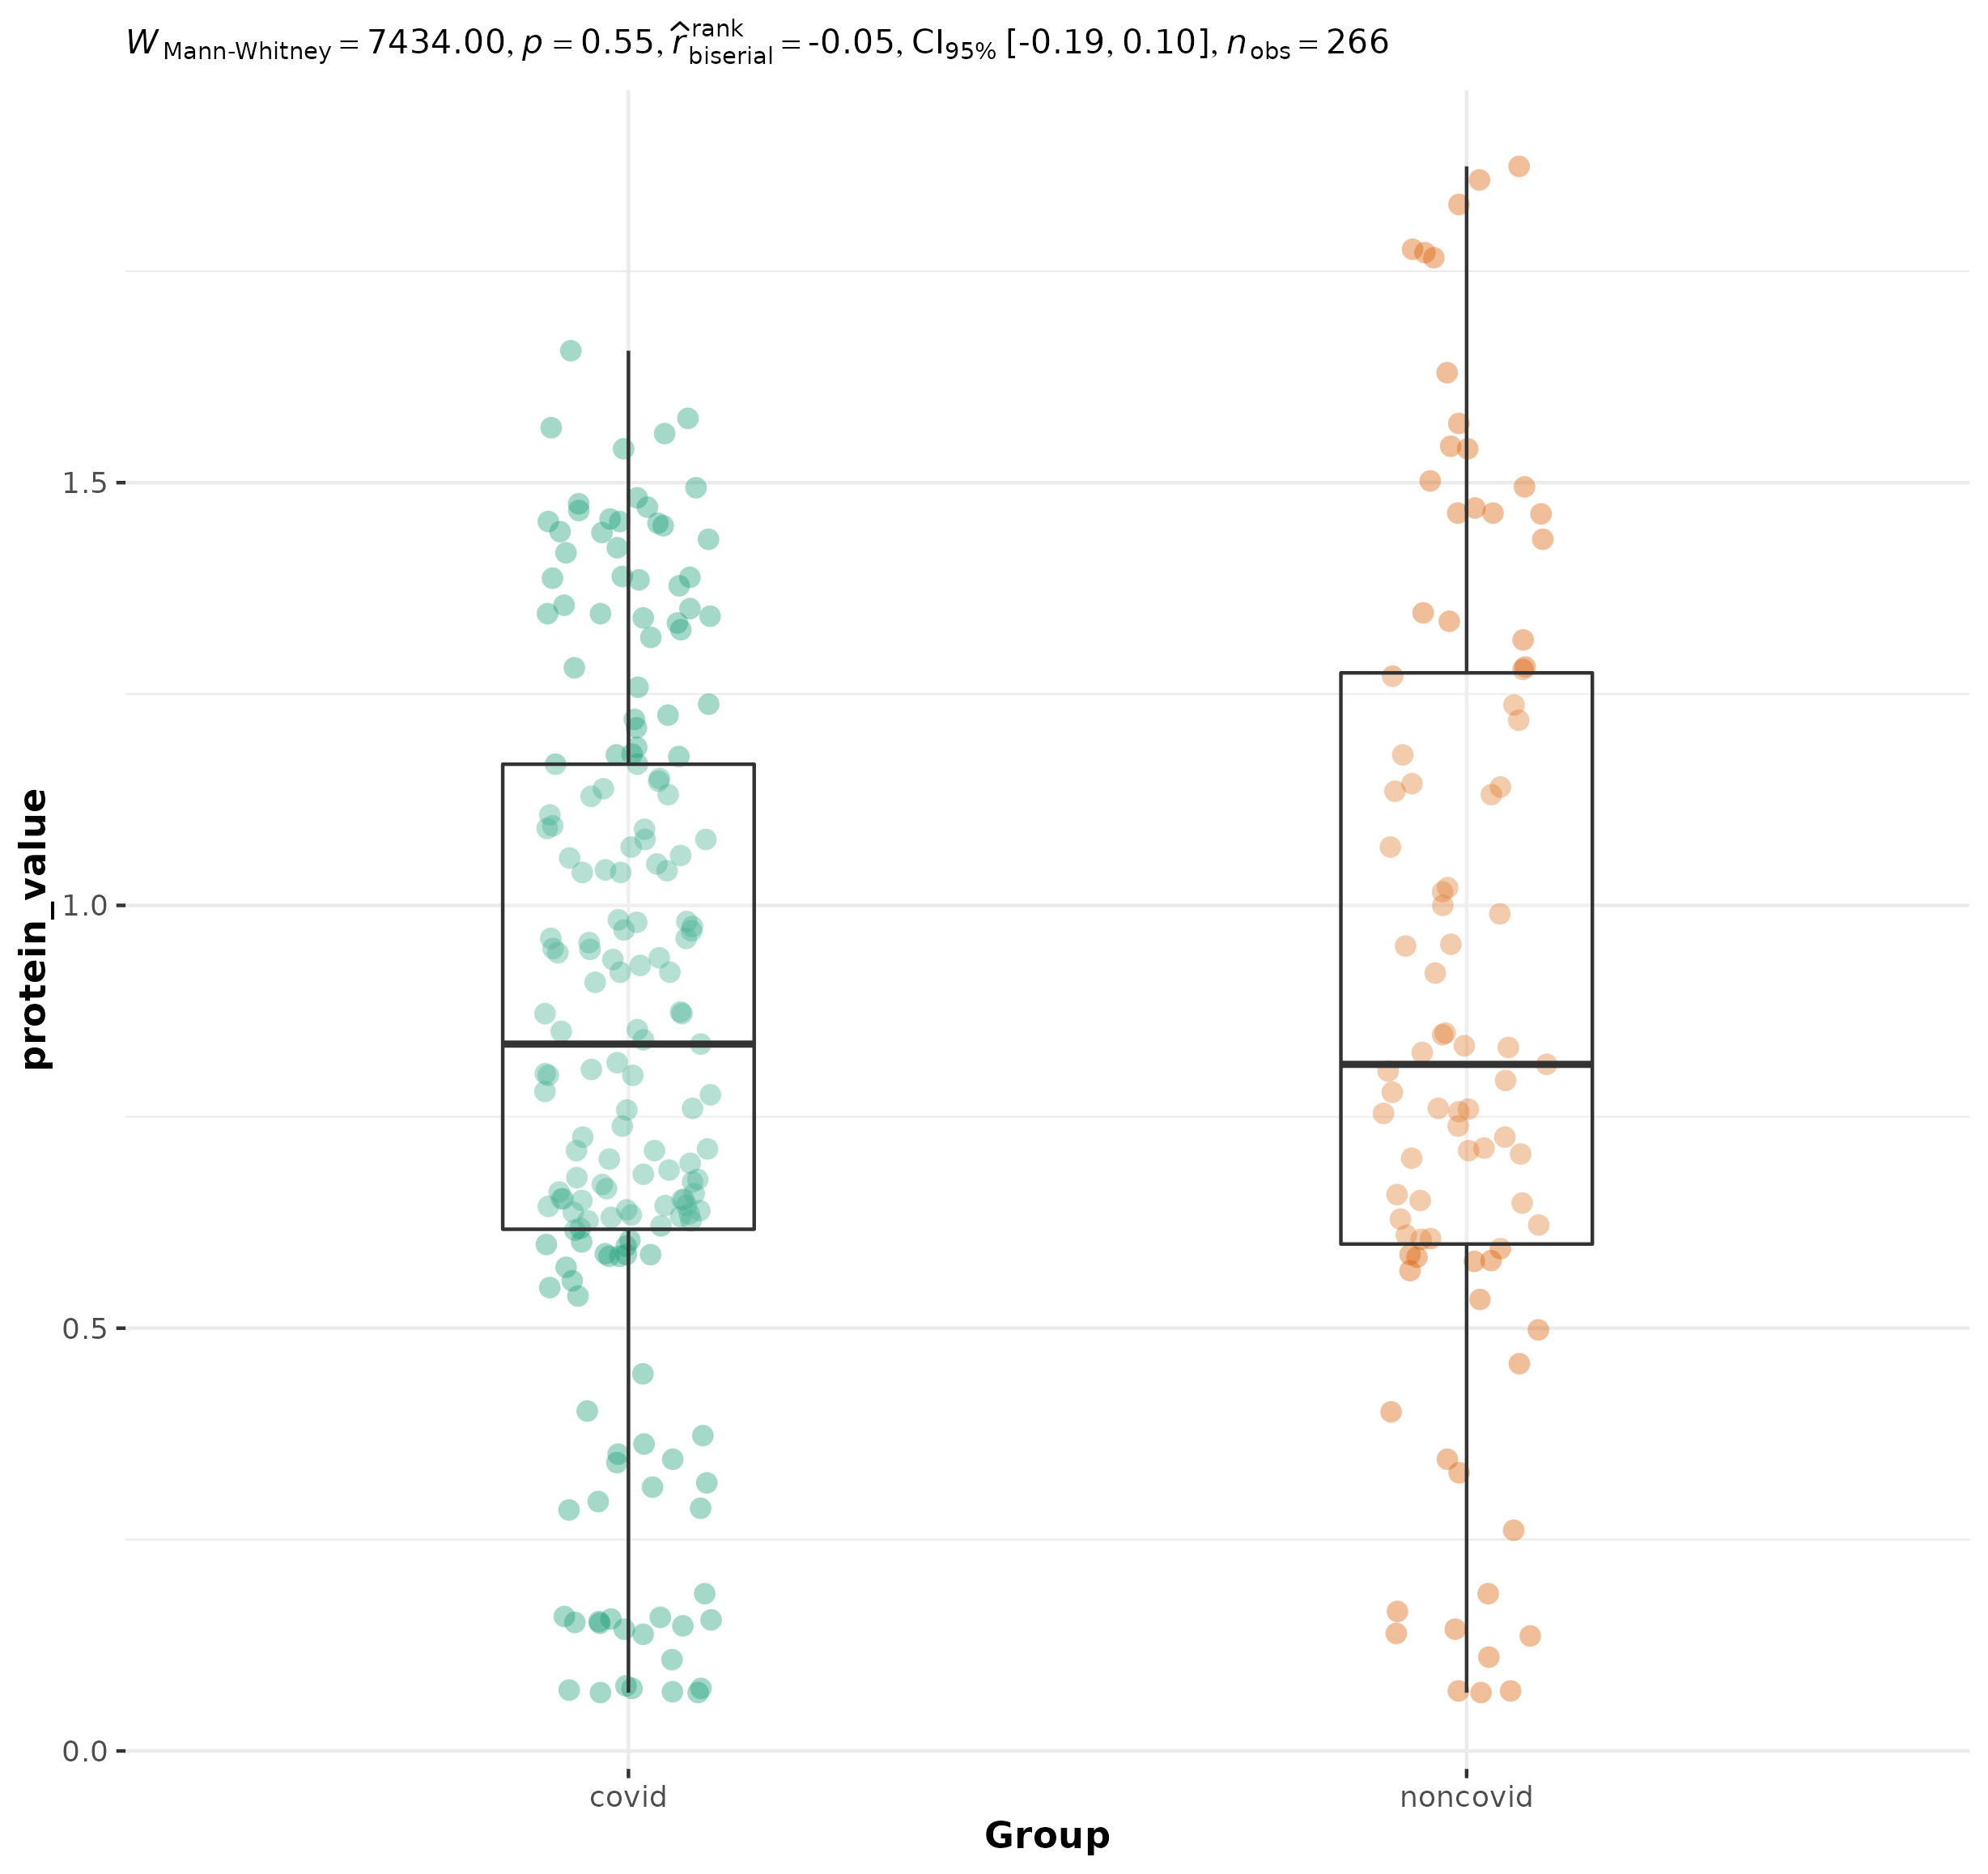 W Mann-Whitney = 7434.00, p = 0.55, r̂ rank biserial = -0.05, CI95% [-0.19, 0.10], nobs = 266
1.5
1.0
0.5
0.0
protein_value
covid noncovid
Group